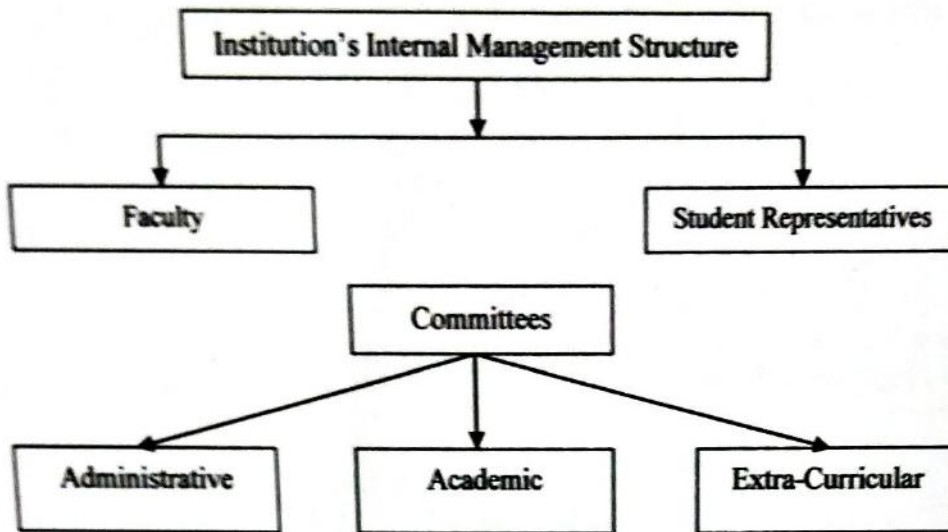 Institution's Internal Management Structure
Faculty
Student Representatives
Committees
Administrative
Academic
Extra-Curricular